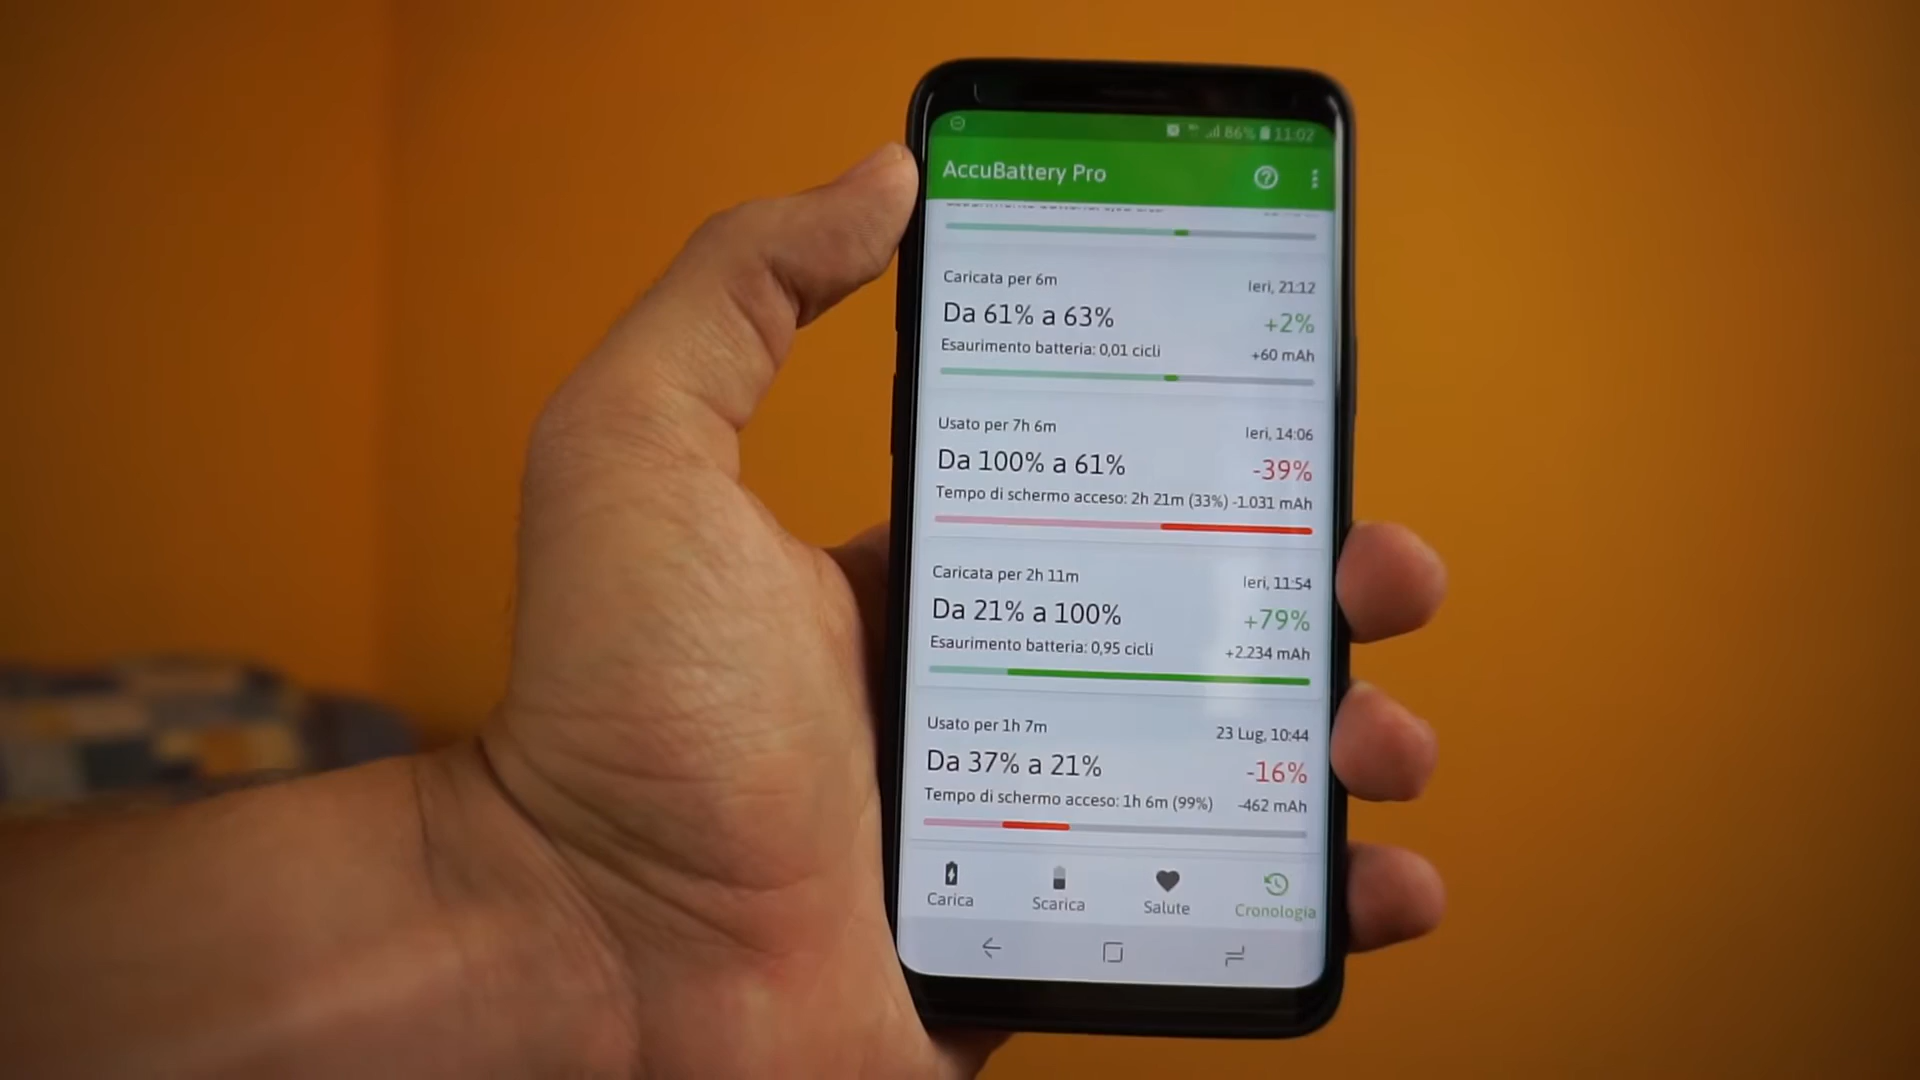 86% 11:02
AccuBattery Pro
Caricata per 6m
Ieri, 21:12
Da 61% a 63%
+2%
Esaurimento batteria: 0,01 cicli
+60 mAh
Usato per 7h 6m
Ieri, 14:06
Da 100% a 61%
-39%
Tempo di schermo acceso: 2h 21m (33%) -1.031 mAh
Caricata per 2h 11m
Ieri, 11:54
Da 21% a 100%
+79%
Esaurimento batteria: 0,95 cicli
+2.234 mAh
Usato per 1h 7m
23 Lug, 10:44
Da 37% a 21%
-16%
Tempo di schermo acceso: 1h 6m (99%)
-462 mAh
Carica
Scarica
Salute
Cronologia